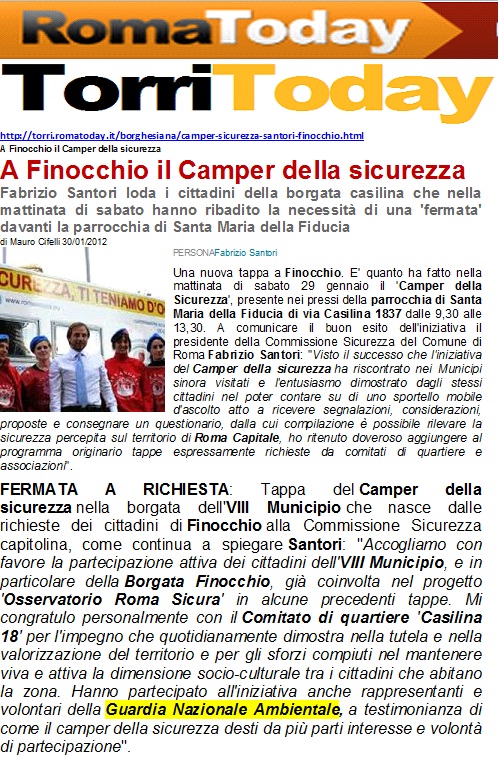 RomaToday
TorriToday
http://torri.romatoday.it/borghesiana/camper-sicurezza-santori-finocchio.html
A Finocchio il Camper della sicurezza
A Finocchio il Camper della sicurezza
Fabrizio Santori loda i cittadini della borgata casilina che nella
mattinata di sabato hanno ribadito la necessità di una 'fermata'
davanti la parrocchia di Santa Maria della Fiducia
di Mauro Cifelli 30/01/2012
PERSONAFabrizio Santori
CUREZZA, TI TENIAMO D'O
Una nuova tappa a Finocchio. E' quanto ha fatto nella
mattinata di sabato 29 gennaio il 'Camper della
Sicurezza', presente nei pressi della parrocchia di Santa
Maria della Fiducia di via Casilina 1837 dalle 9,30 alle
13,30. A comunicare il buon esito dell'iniziativa il
presidente della Commissione Sicurezza del Comune di
Roma Fabrizio Santori: "Visto il successo che l'iniziativa
del Camper della sicurezza ha riscontrato nei Municipi
sinora visitati e l'entusiasmo dimostrato dagli stessi
cittadini nel poter contare su di uno sportello mobile
d'ascolto atto a ricevere segnalazioni, considerazioni,
proposte e consegnare un questionario, dalla cui compilazione è possibile rilevare la
sicurezza percepita sul territorio di Roma Capitale, ho ritenuto doveroso aggiungere al
programma originario tappe espressamente richieste da comitati di quartiere e
associazioni".
FERMATA A RICHIESTA: Tappa del Camper della
sicurezza nella borgata dell'VIII Municipio che nasce dalle
richieste dei cittadini di Finocchio alla Commissione Sicurezza
capitolina, come continua a spiegare Santori: "Accogliamo con
favore la partecipazione attiva dei cittadini dell'VIII Municipio, e in
particolare della Borgata Finocchio, già coinvolta nel progetto
'Osservatorio Roma Sicura' in alcune precedenti tappe. Mi
congratulo personalmente con il Comitato di quartiere 'Casilina
18' per l'impegno che quotidianamente dimostra nella tutela e nella
valorizzazione del territorio e per gli sforzi compiuti nel mantenere
viva e attiva la dimensione socio-culturale tra i cittadini che abitano
la zona. Hanno partecipato all'iniziativa anche rappresentanti e
volontari della Guardia Nazionale Ambientale, a testimonianza di
come il camper della sicurezza desti da più parti interesse e volontà
di partecipazione".